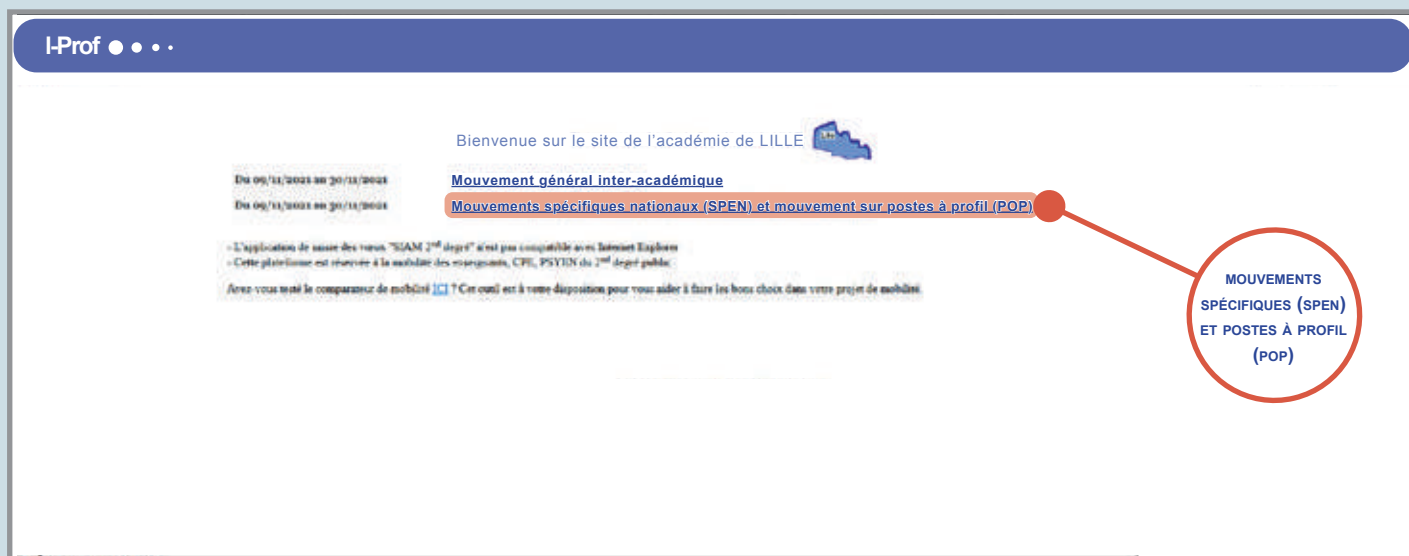 I-Prof
Bienvenue sur le site de l'académie de LILLE
Du 09/11/2021 au 30/11/2021 Mouvement général inter-académique
Du 09/11/2021 au 30/11/2021 Mouvements spécifiques nationaux (SPEN) et mouvement sur postes à profil (POP)
- L'application de saisie des vœux "SIAM 2nd degré" n'est pas compatible avec Internet Explorer
- Cette plateforme est réservée à la mobilité des enseignants, CPE, PSYEN du 2nd degré public
Avez-vous testé le comparateur de mobilité ICI ? Cet outil est à votre disposition pour vous aider à faire les bons choix dans votre projet de mobilité.
MOUVEMENTS
SPÉCIFIQUES (SPEN)
ET POSTES À PROFIL
(POP)